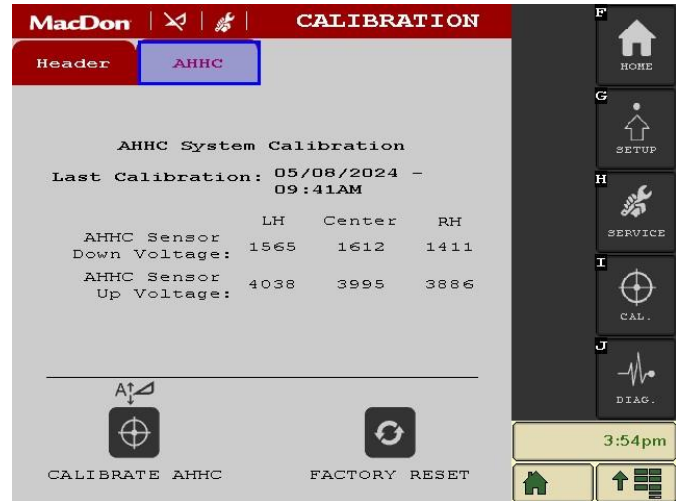 MacDon CALIBRATION
Header AHHC
AHHC System Calibration
Last Calibration: 05/08/2024 -
09:41AM
LH Center RH
AHHC Sensor
Down Voltage: 1565 1612 1411
AHHC Sensor
Up Voltage: 4038 3995 3886
A
CALIBRATE AHHC FACTORY RESET
F
HOME
G
SETUP
H
SERVICE
I
CAL.
J
DIAG.
3:54pm